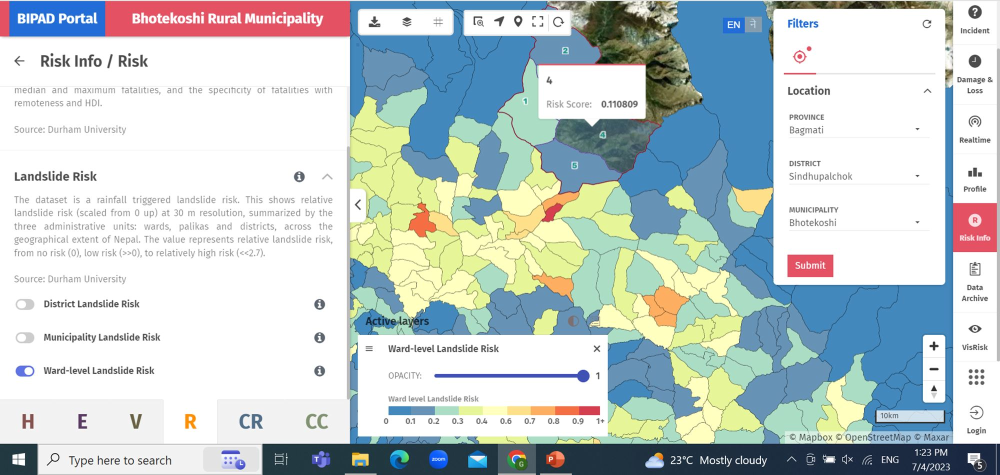 BIPAD Portal
Bhotekoshi Rural Municipality
Risk Info / Risk
median and maximum fatalities, and the specificity of fatalities with
remoteness and HDI.
Source: Durham University
Landslide Risk
The dataset is a rainfall triggered landslide risk. This shows relative
landslide risk (scaled from 0 up) at 30 m resolution, summarized by the
three administrative units: wards, palikas and districts, across the
geographical extent of Nepal. The value represents relative landslide risk,
from no risk (0), low risk (>>0), to relatively high risk (<<2.7).
Source: Durham University
District Landslide Risk
Municipality Landslide Risk
Ward-level Landslide Risk
H E V R CR CC
2
1
4
Risk Score: 0.110809
4
5
EN ने
Active layers
Ward-level Landslide Risk
OPACITY: 1
Ward level Landslide Risk
0 0.1 0.2 0.3 0.4 0.6 0.7 0.8 0.9 1+
Filters
Location
PROVINCE
Bagmati
DISTRICT
Sindhupalchok
MUNICIPALITY
Bhotekoshi
Submit
10km
© Mapbox © OpenStreetMap © Maxar
Incident
Damage &
Loss
Realtime
Profile
R
Risk Info
Data
Archive
VisRisk
Login
Type here to search
zoom
G
23°C Mostly cloudy
ENG
1:23 PM
7/4/2023
5